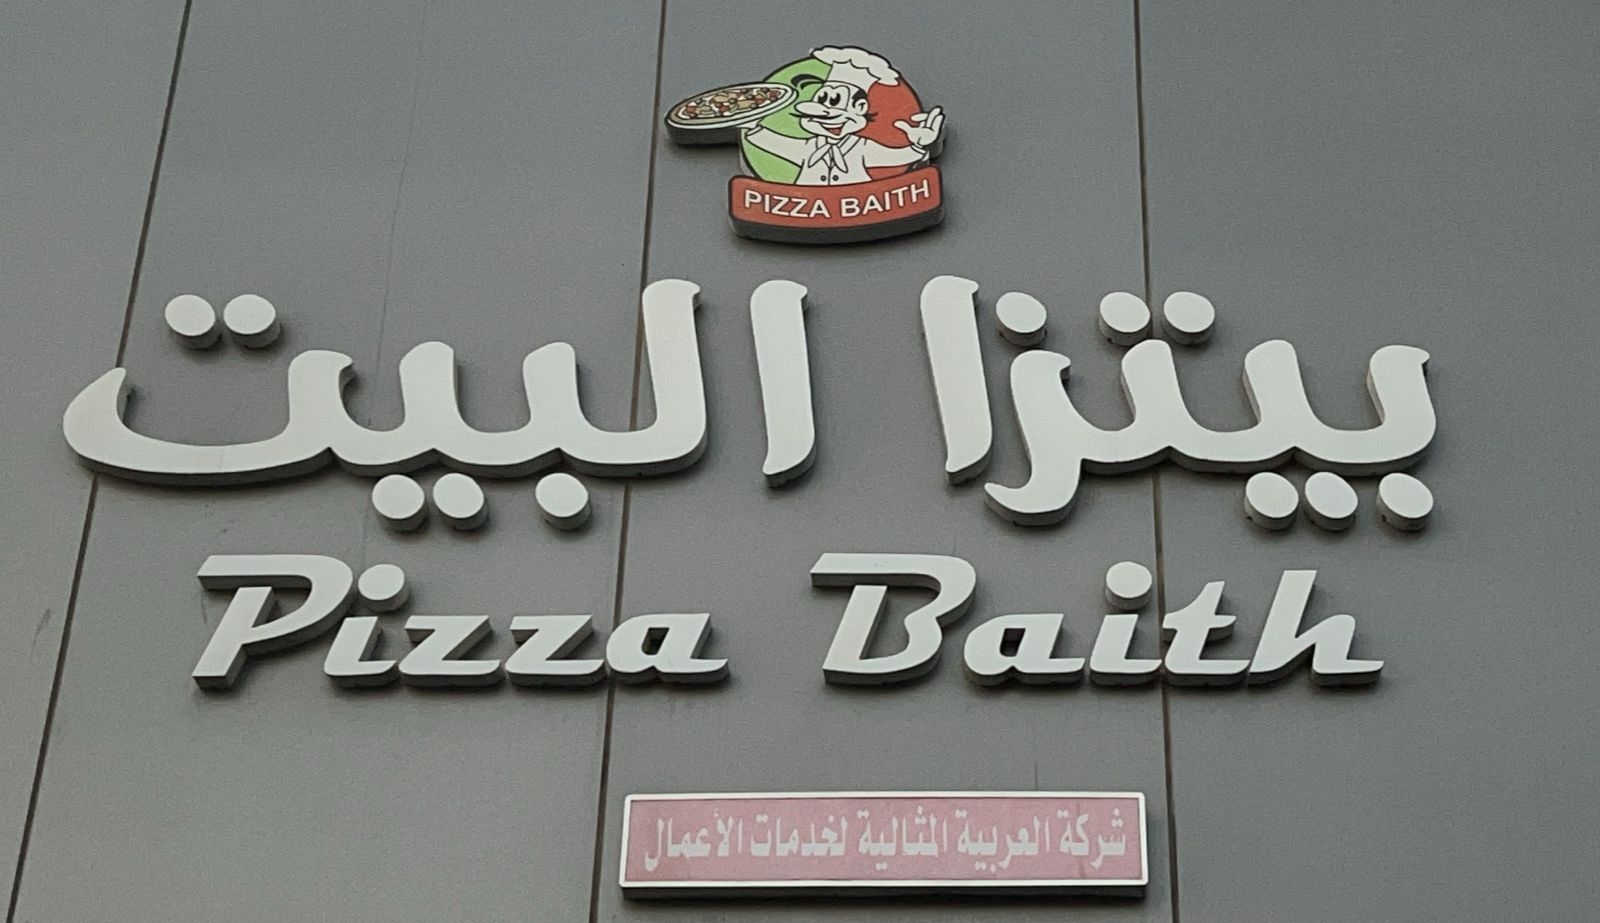 PIZZA BAITH
بيتزا البيت
Pizza Baith
شركة العربية المثالية لخدمات الأعمال